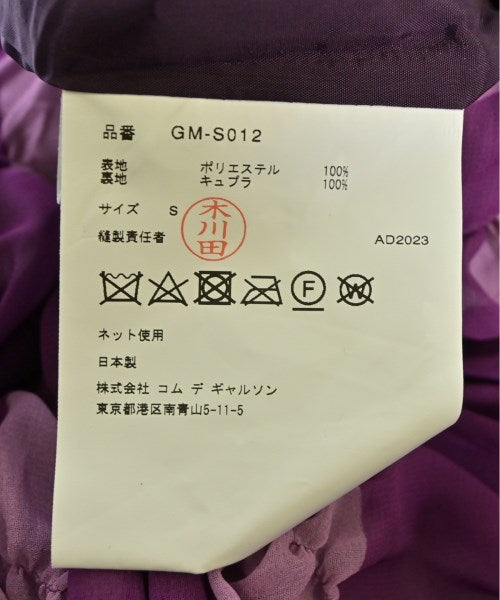 品番 GM-S012
表地 ポリエステル 100%
裏地 キュプラ 100%
サイズ S
木川田
縫製責任者 AD2023
F W
ネット使用
日本製
株式会社 コム デ ギャルソン
東京都港区南青山5-11-5